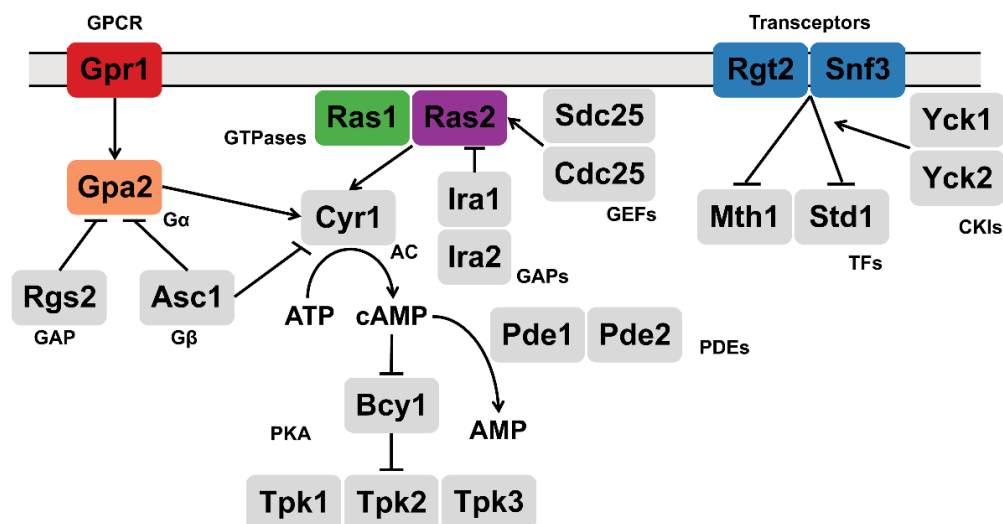 GPCR
Transceptors
Gpr1
Rgt2 Snf3
Ras1 Ras2
GTPases
Sdc25
Cdc25
GEFs
Yck1
Yck2
CKIs
Gpa2
Gα
Cyr1
AC
Ira1
Ira2
GAPs
Mth1 Std1
TFs
Rgs2
GAP
Asc1
Gβ
ATP cAMP
Pde1 Pde2
PDEs
Bcy1
PKA
AMP
Tpk1 Tpk2 Tpk3